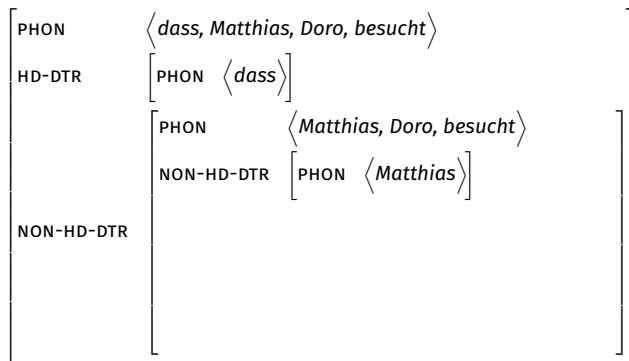 PHON ⟨dass, Matthias, Doro, besucht⟩
HD-DTR [PHON ⟨dass⟩]
PHON ⟨Matthias, Doro, besucht⟩
NON-HD-DTR [PHON ⟨Matthias⟩]
NON-HD-DTR